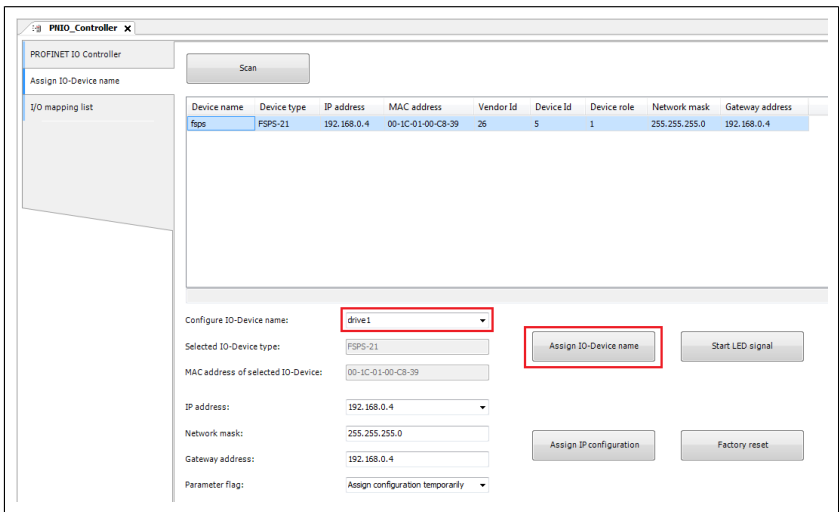 PNIO_Controller X
PROFINET IO Controller
Assign IO-Device name
I/O mapping list
Scan
Device name Device type IP address MAC address Vendor Id Device Id Device role Network mask Gateway address
fsps FSPS-21 192.168.0.4 00-1C-01-00-C8-39 26 5 1 255.255.255.0 192.168.0.4
Configure IO-Device name: drive1
Assign IO-Device name Start LED signal
Selected IO-Device type: FSPS-21
MAC address of selected IO-Device: 00-1C-01-00-C8-39
IP address: 192.168.0.4
Network mask: 255.255.255.0
Assign IP configuration Factory reset
Gateway address: 192.168.0.4
Parameter flag: Assign configuration temporarily